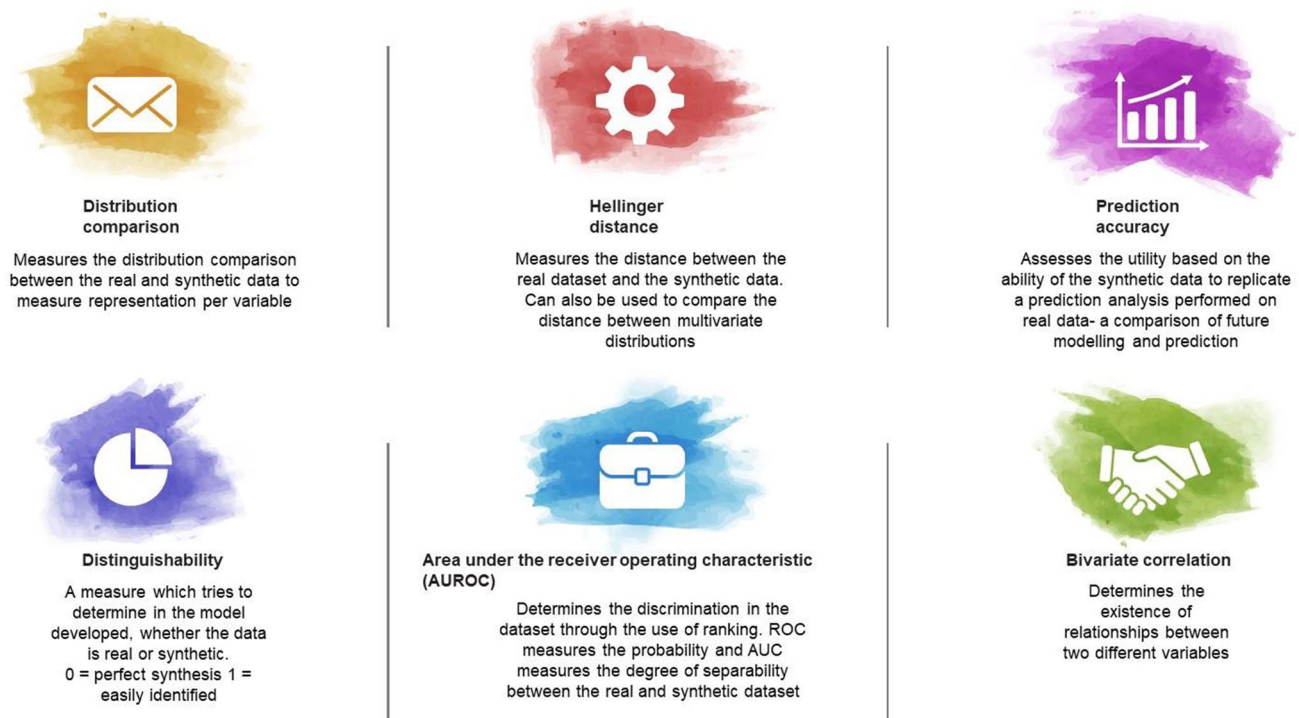 Distribution
comparison
Measures the distribution comparison
between the real and synthetic data to
measure representation per variable
Hellinger
distance
Measures the distance between the
real dataset and the synthetic data.
Can also be used to compare the
distance between multivariate
distributions
Prediction
accuracy
Assesses the utility based on the
ability of the synthetic data to replicate
a prediction analysis performed on
real data- a comparison of future
modelling and prediction
Distinguishability
A measure which tries to
determine in the model
developed, whether the data
is real or synthetic.
0 = perfect synthesis 1 =
easily identified
Area under the receiver operating characteristic
(AUROC)
Determines the discrimination in the
dataset through the use of ranking. ROC
measures the probability and AUC
measures the degree of separability
between the real and synthetic dataset
Bivariate correlation
Determines the
existence of
relationships between
two different variables